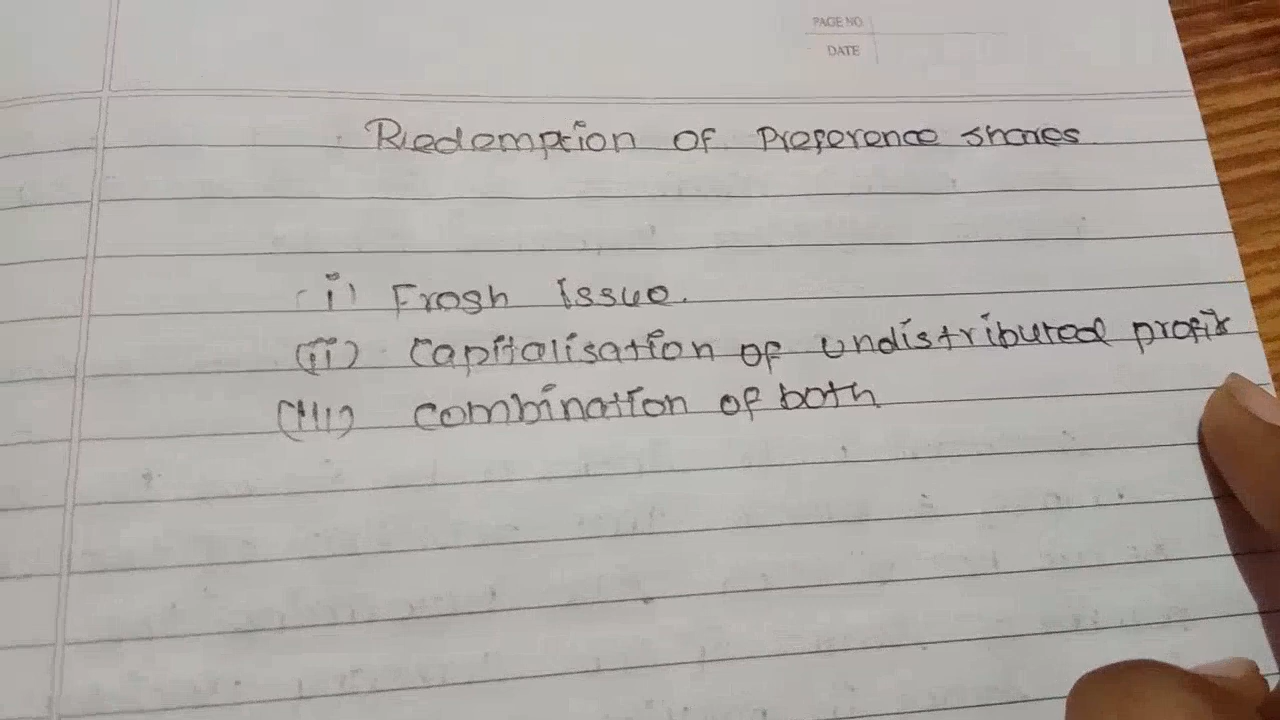 PAGE NO
DATE
Redemption of Preference shares
(i) Fresh Issue.
(ii) capitalisation of undistributed profit
(iii) combination of both